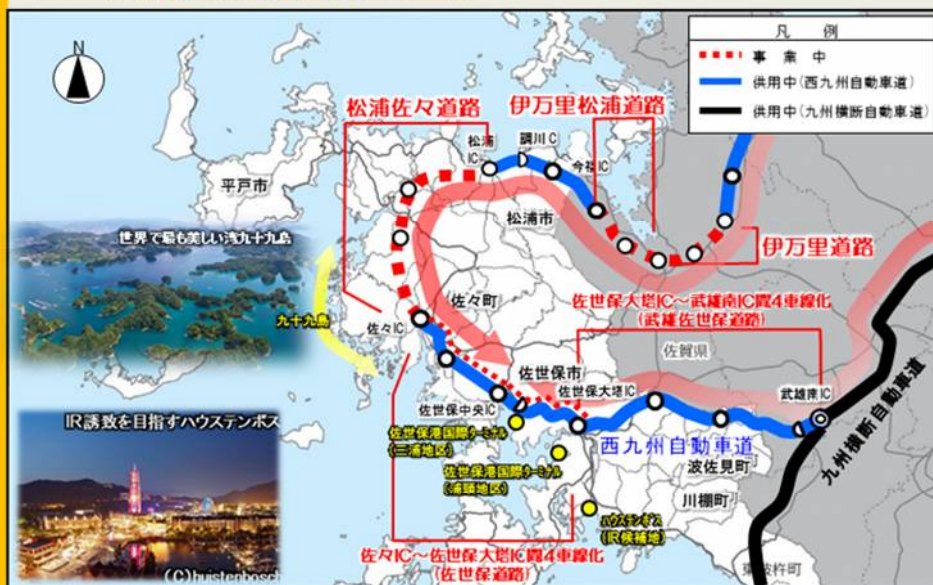 凡 例
事 業 中
供用中(西九州自動車道)
供用中(九州横断自動車道)
N
松浦佐々道路
伊万里松浦道路
松浦
IC
調川IC
今福IC
平戸市
松浦市
伊万里道路
世界で最も美しい湾九十九島
佐世保大塔IC～武雄南IC間4車線化
(武雄佐世保道路)
佐々町
九十九島
佐々IC
佐賀県
佐世保市
佐世保大塔IC
武雄南IC
佐世保中央IC
IR誘致を目指すハウステンボス
佐世保港国際ターミナル
(三浦地区)
西九州自動車道
九州横断自動車道
波佐見町
佐世保港国際ターミナル
(浦頭地区)
川棚町
ハウステンボス
(IR候補地)
佐々IC～佐世保大塔IC間4車線化
(佐世保道路)
東彼杵町
(C)huistenbosch